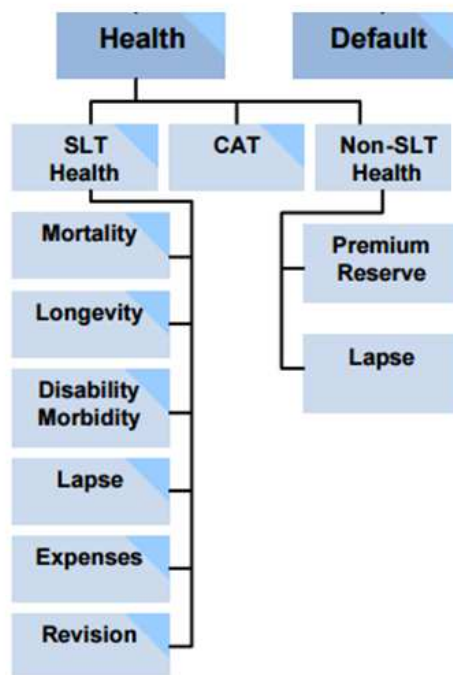 Health
Default
SLT
Health
CAT
Non-SLT
Health
Mortality
Longevity
Disability
Morbidity
Lapse
Expenses
Revision
Premium
Reserve
Lapse